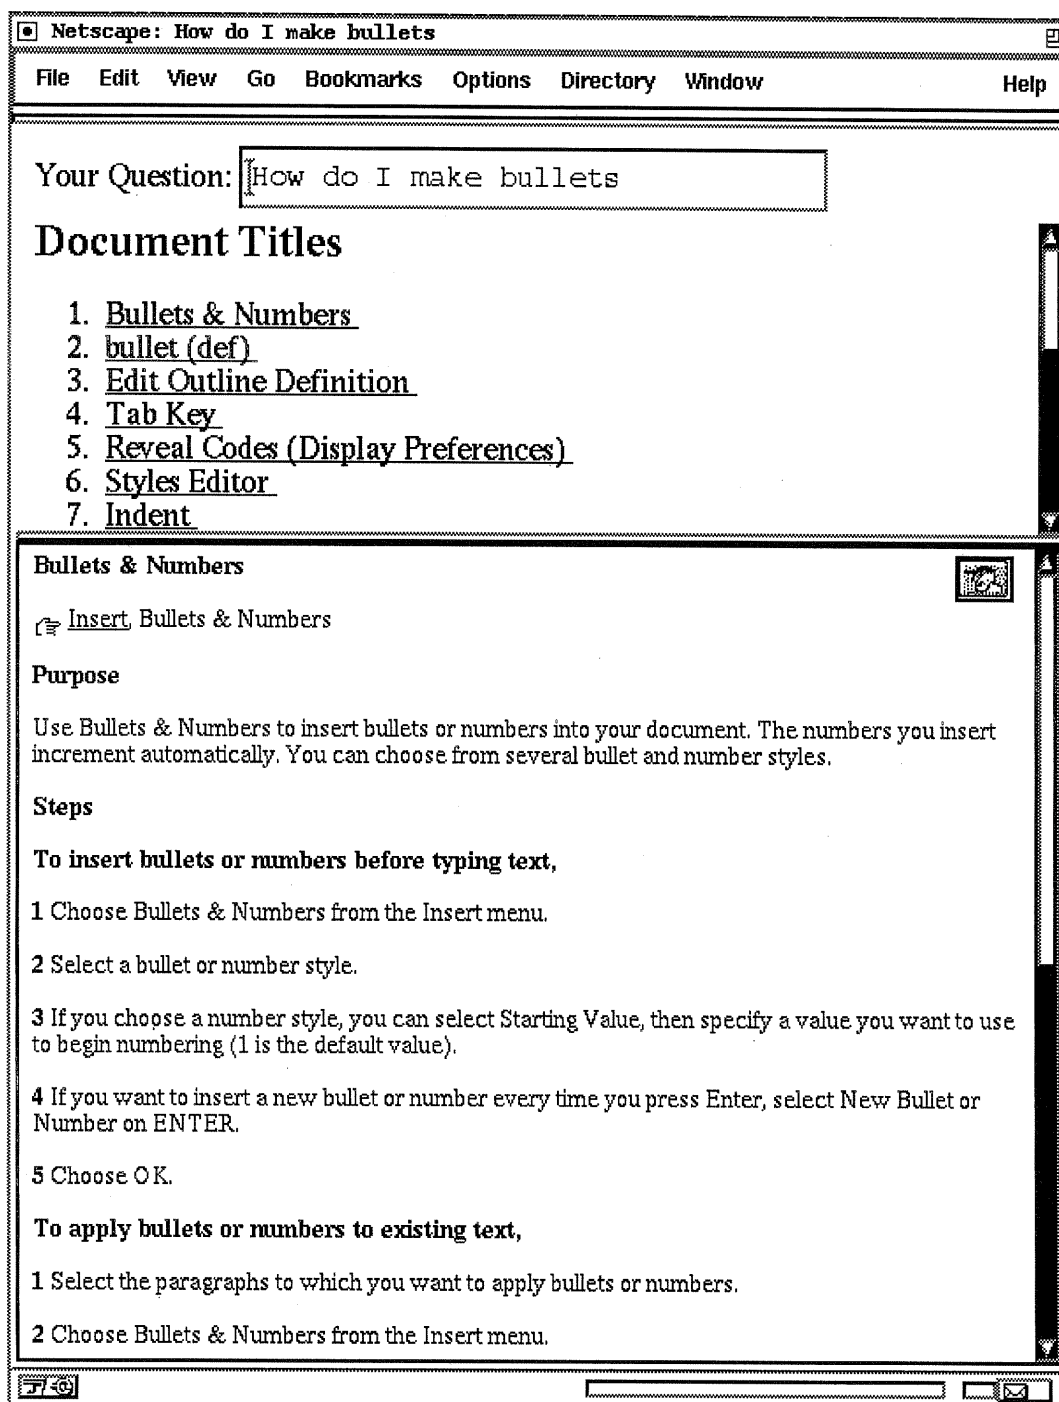 Netscape: How do I make bullets
File Edit View Go Bookmarks Options Directory Window Help
Your Question: How do I make bullets
Document Titles
1. Bullets & Numbers
2. bullet (def)
3. Edit Outline Definition
4. Tab Key
5. Reveal Codes (Display Preferences)
6. Styles Editor
7. Indent
Bullets & Numbers
Insert, Bullets & Numbers
Purpose
Use Bullets & Numbers to insert bullets or numbers into your document. The numbers you insert
increment automatically. You can choose from several bullet and number styles.
Steps
To insert bullets or numbers before typing text,
1 Choose Bullets & Numbers from the Insert menu.
2 Select a bullet or number style.
3 If you choose a number style, you can select Starting Value, then specify a value you want to use
to begin numbering (1 is the default value).
4 If you want to insert a new bullet or number every time you press Enter, select New Bullet or
Number on ENTER.
5 Choose OK.
To apply bullets or numbers to existing text,
1 Select the paragraphs to which you want to apply bullets or numbers.
2 Choose Bullets & Numbers from the Insert menu.